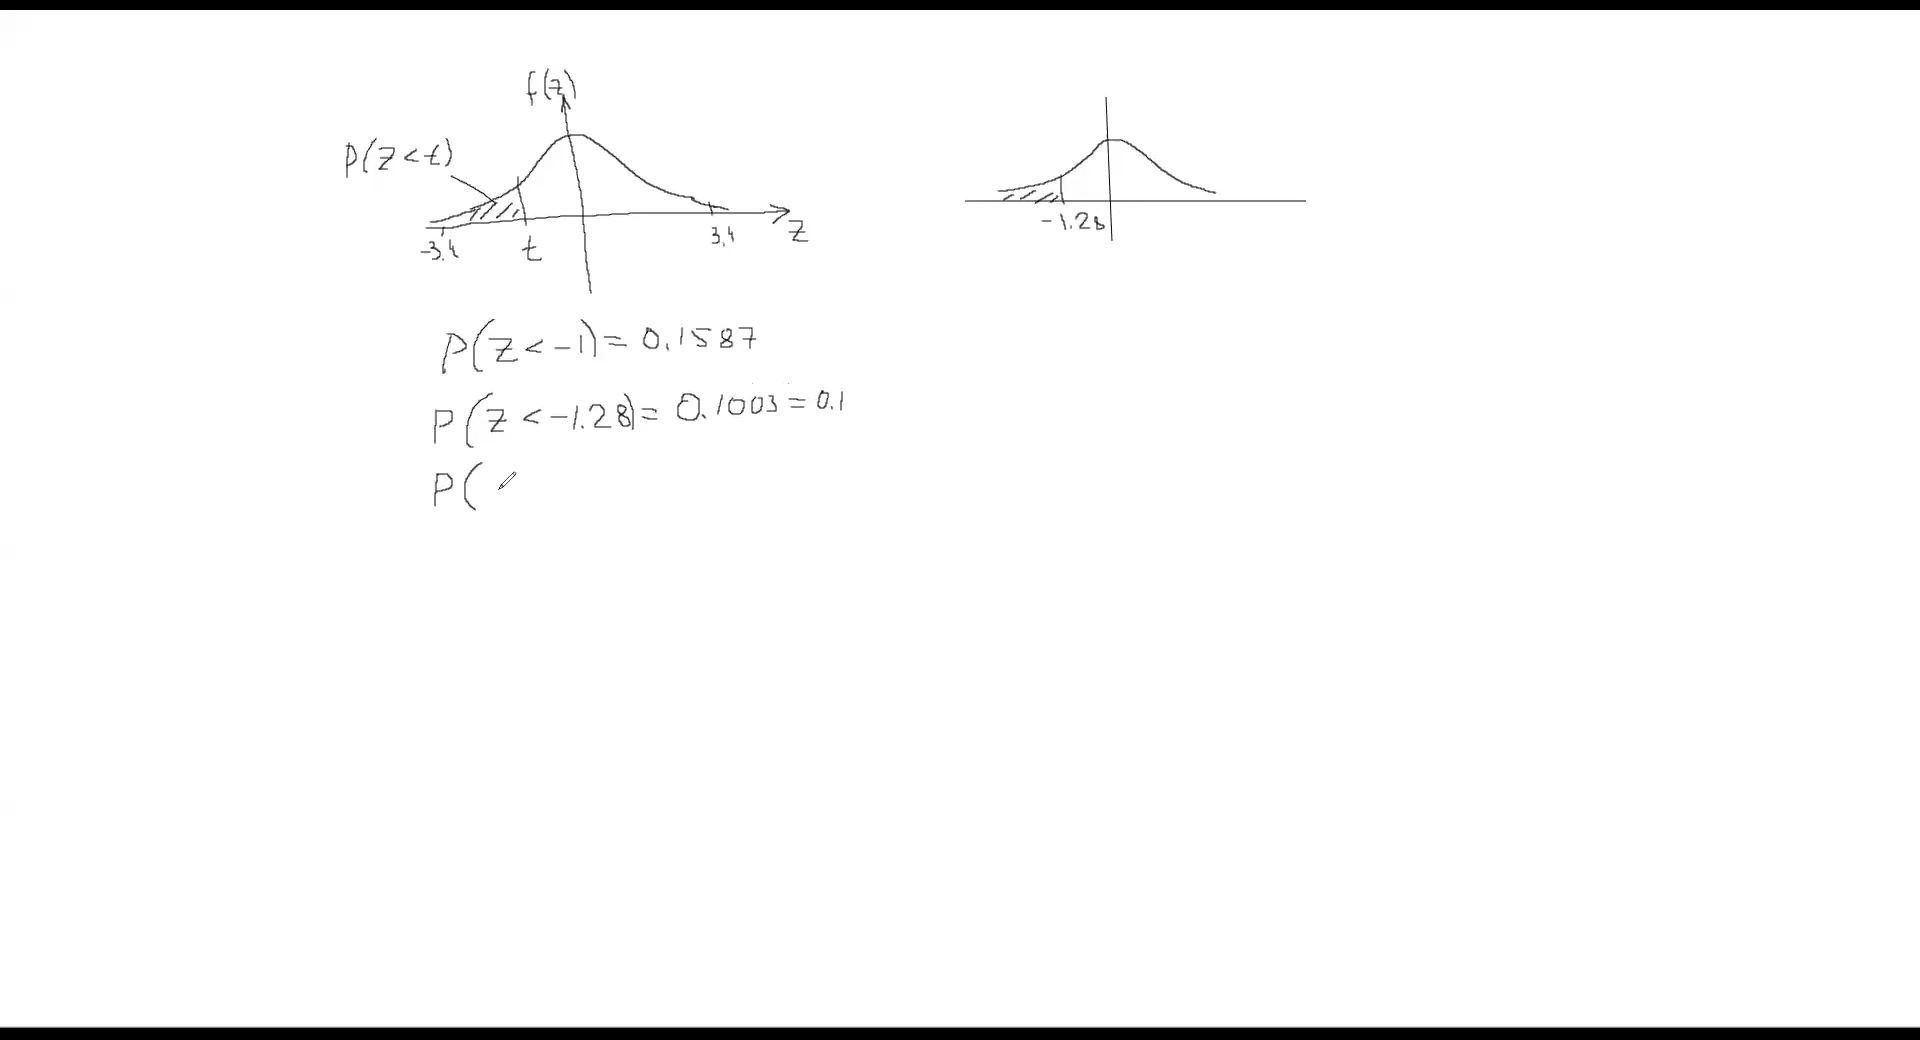 f(z)
P(Z<t)
-3,4
t
3,4
Z
-1.28
P(Z<-1)=0.1587
P(Z<-1.28)=0.1003=0.1
P(